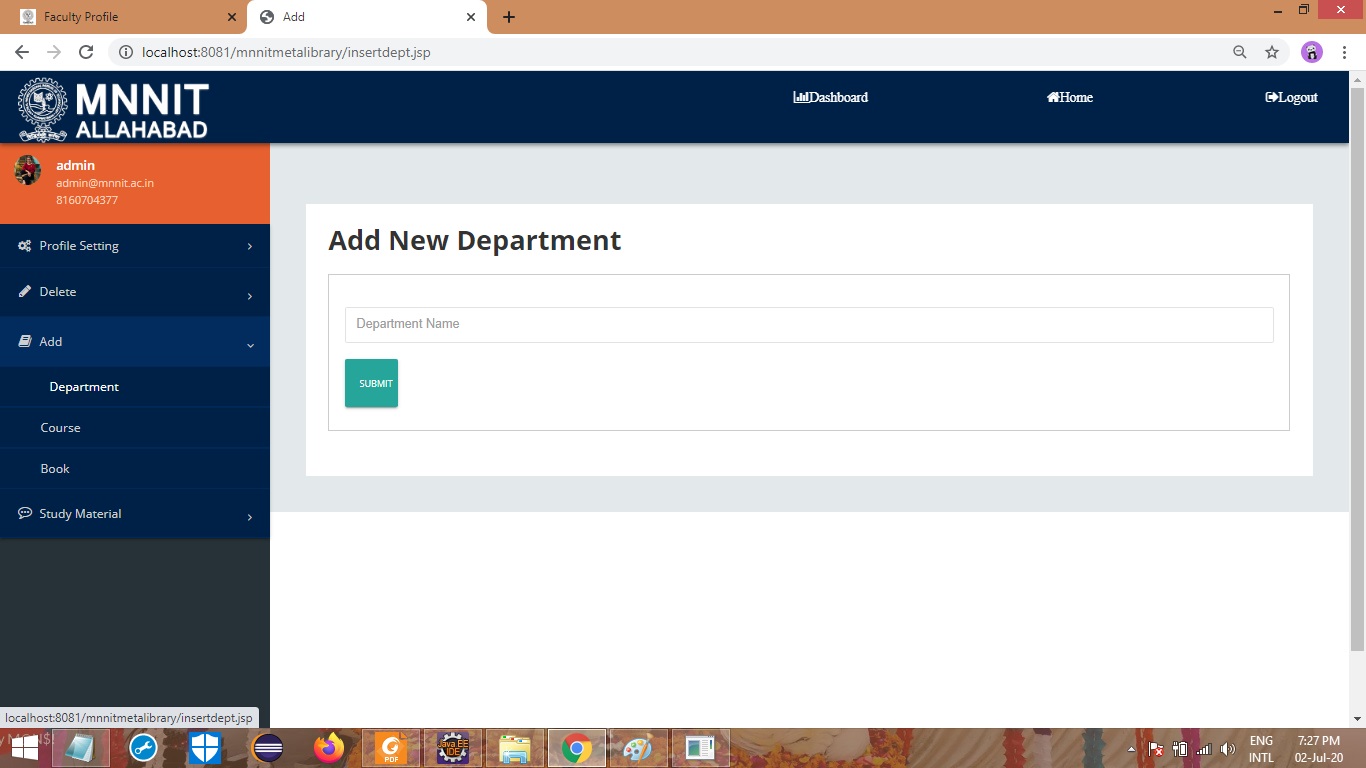 Faculty Profile
Add
localhost:8081/mnnitmetalibrary/insertdept.jsp
MNNIT
ALLAHABAD
Dashboard
Home
Logout
admin
admin@mnnit.ac.in
8160704377
Profile Setting
Delete
Add
Department
Course
Book
Study Material
Add New Department
Department Name
SUBMIT
localhost:8081/mnnitmetalibrary/insertdept.jsp
PDF
Java EE
IDE
ENG
INTL
7:27 PM
02-Jul-20